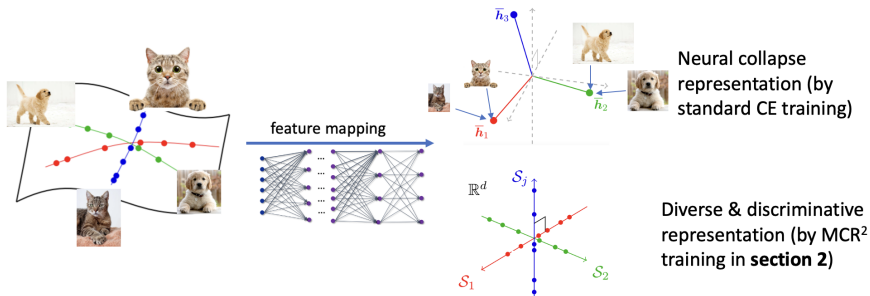 h̅₃
h̅₁
h̅₂
Neural collapse
representation (by
standard CE training)
feature mapping
...
...
...
...
ℝᵈ
𝒮ⱼ
𝒮₁
𝒮₂
Diverse & discriminative
representation (by MCR²
training in section 2)